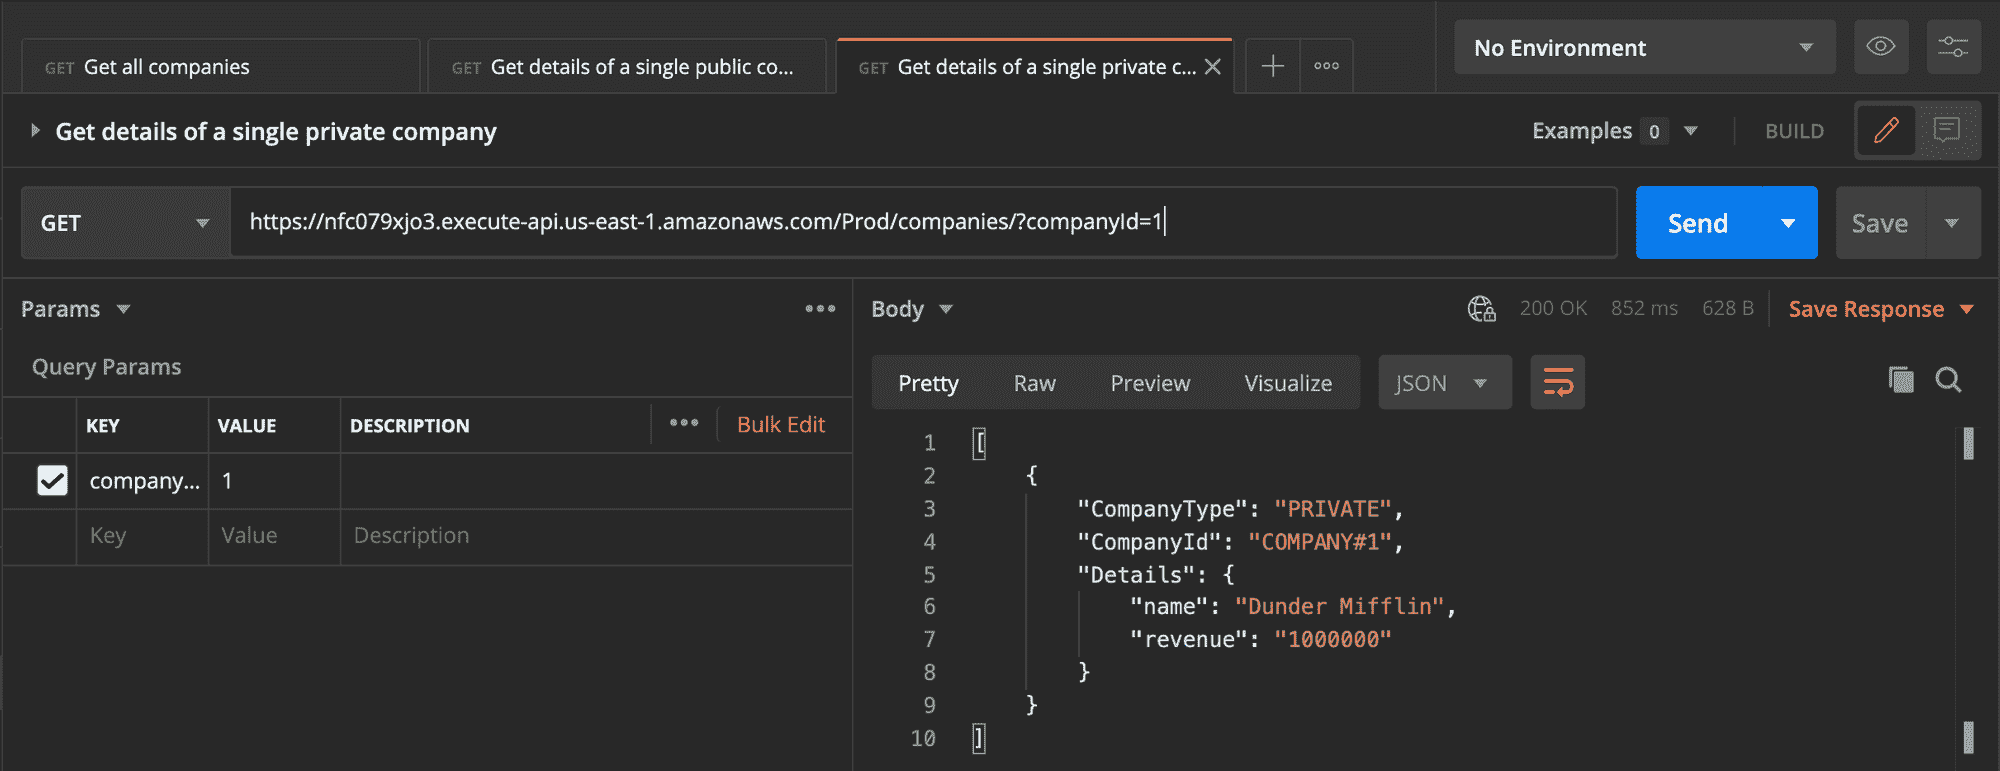 GET Get all companies
GET Get details of a single public co...
GET Get details of a single private c...
No Environment
Get details of a single private company
Examples 0
BUILD
GET
https://nfc079xjo3.execute-api.us-east-1.amazonaws.com/Prod/companies/?companyId=1
Send
Save
Params
Query Params
KEY VALUE DESCRIPTION
Bulk Edit
company... 1
Key Value Description
Body
200 OK 852 ms 628 B
Save Response
Pretty Raw Preview Visualize JSON
1 [
2 {
3 "CompanyType": "PRIVATE",
4 "CompanyId": "COMPANY#1",
5 "Details": {
6 "name": "Dunder Mifflin",
7 "revenue": "1000000"
8 }
9 }
10 ]